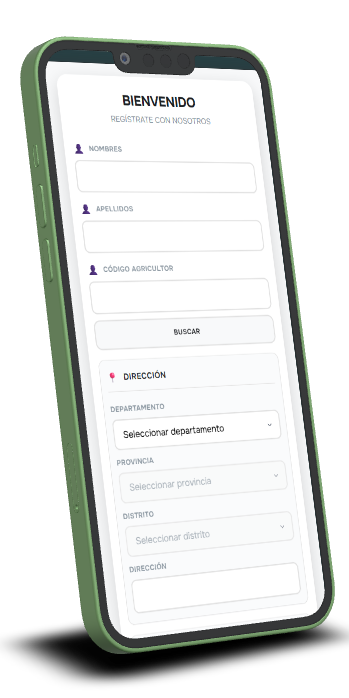 BIENVENIDO
REGÍSTRATE CON NOSOTROS
NOMBRES
APELLIDOS
CÓDIGO AGRICULTOR
BUSCAR
DIRECCIÓN
DEPARTAMENTO
Seleccionar departamento
PROVINCIA
Seleccionar provincia
DISTRITO
Seleccionar distrito
DIRECCIÓN